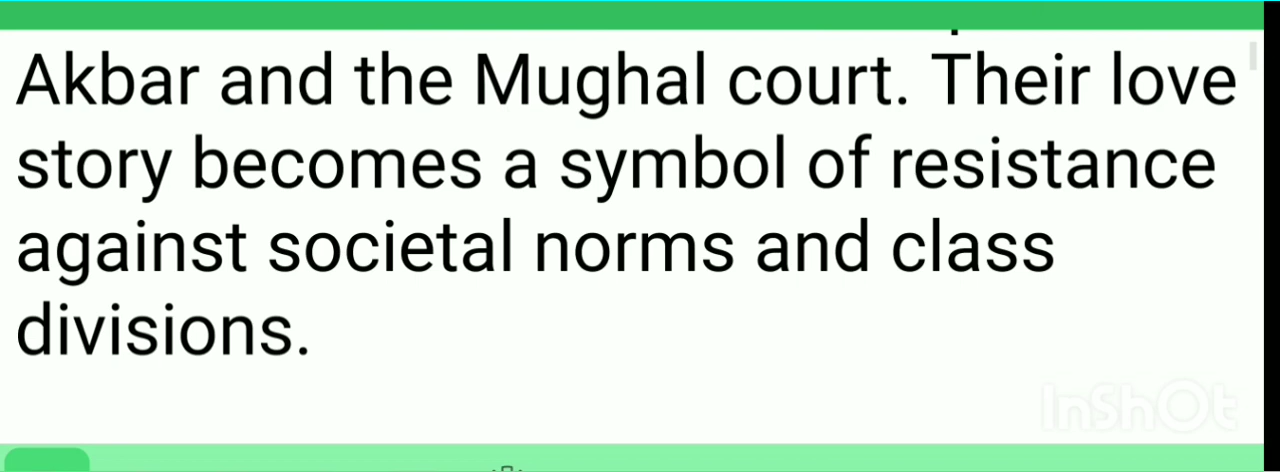 Akbar and the Mughal court. Their love
story becomes a symbol of resistance
against societal norms and class
divisions.
InShOt